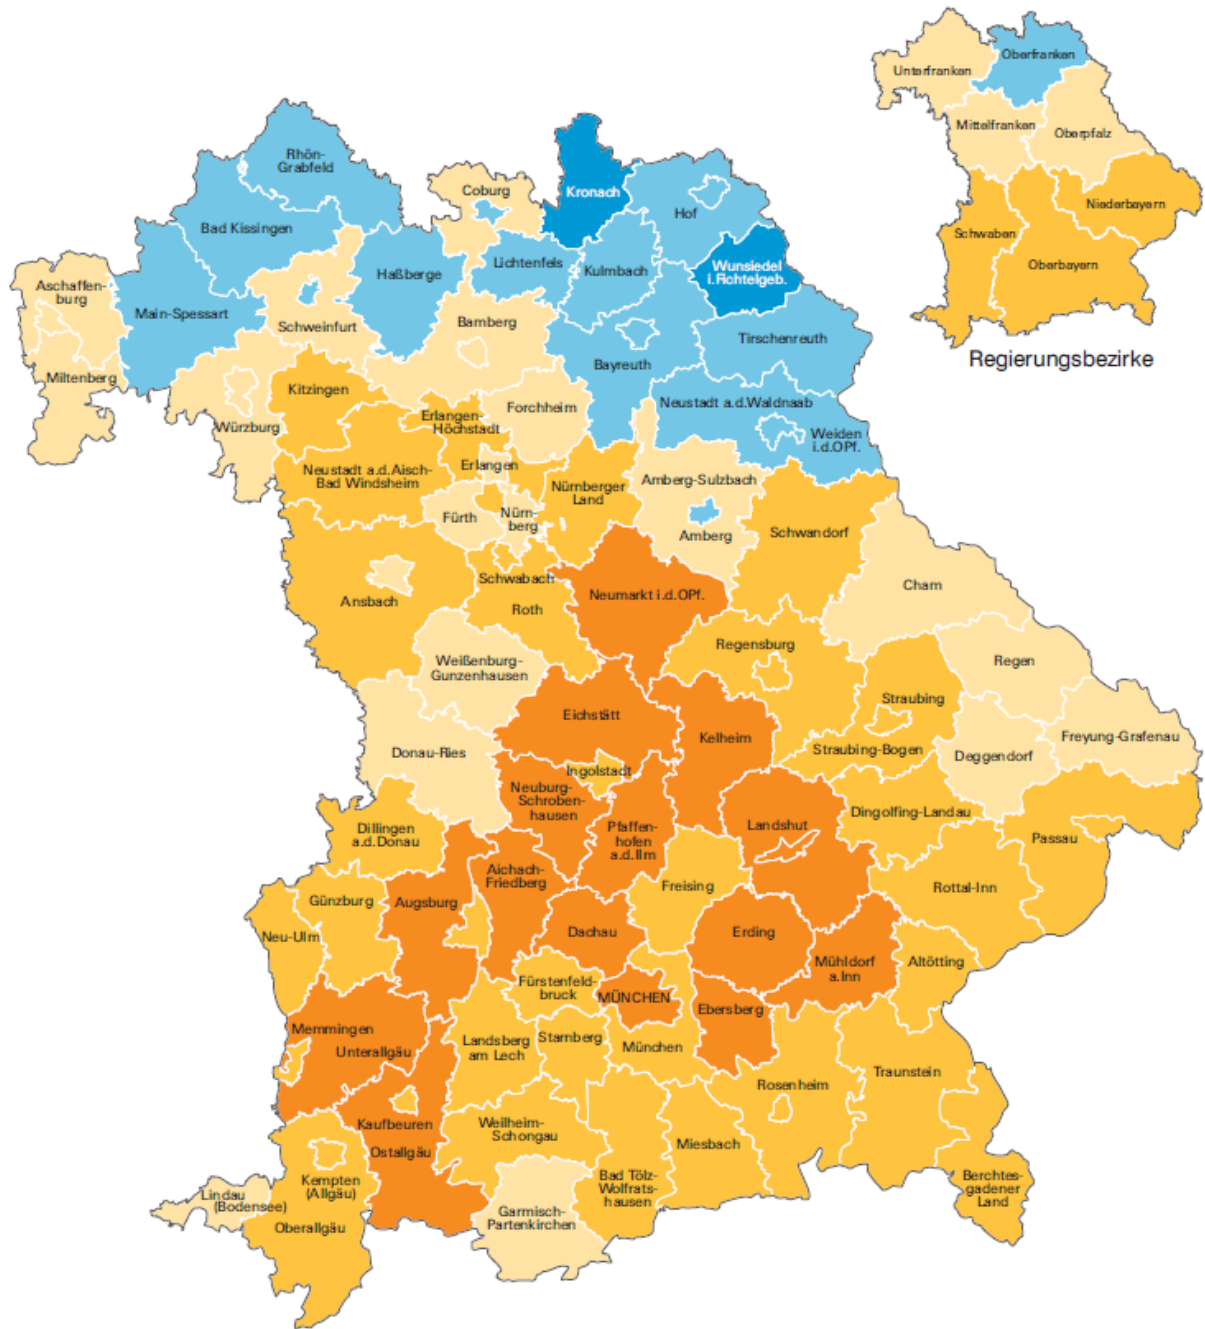 Oberfranken
Unterfranken
Mittelfranken
Oberpfalz
Niederbayern
Schwaben
Oberbayern
Regierungsbezirke
Rhön-
Grabfeld
Coburg
Kronach
Hof
Bad Kissingen
Lichtenfels
Kulmbach
Wunsiedel
i.Fichtelgeb.
Haßberge
Aschaffen-
burg
Main-Spessart
Schweinfurt
Bamberg
Tirschenreuth
Bayreuth
Miltenberg
Kitzingen
Forchheim
Neustadt a.d.Waldnaab
Erlangen-
Höchstadt
Würzburg
Weiden
i.d.OPf.
Neustadt a.d.Aisch-
Bad Windsheim
Erlangen
Nürnberger
Land
Amberg-Sulzbach
Fürth
Nürn-
berg
Amberg
Schwandorf
Schwabach
Ansbach
Roth
Neumarkt i.d.OPf.
Cham
Weißenburg-
Gunzenhausen
Regensburg
Regen
Straubing
Eichstätt
Kelheim
Freyung-Grafenau
Donau-Ries
Straubing-Bogen
Deggendorf
Ingolstadt
Neuburg-
Schroben-
hausen
Dingolfing-Landau
Dillingen
a.d.Donau
Pfaffen-
hofen
a.d.Ilm
Landshut
Passau
Aichach-
Friedberg
Freising
Rottal-Inn
Günzburg
Augsburg
Neu-Ulm
Dachau
Erding
Mühldorf
a.Inn
Altötting
Fürstenfeld-
bruck
MÜNCHEN
Ebersberg
Memmingen
Unterallgäu
Landsberg
am Lech
Starnberg
München
Rosenheim
Traunstein
Kaufbeuren
Ostallgäu
Weilheim-
Schongau
Miesbach
Kempten
(Allgäu)
Bad Tölz-
Wolfrats-
hausen
Berchtes-
gadener
Land
Lindau
(Bodensee)
Oberallgäu
Garmisch-
Partenkirchen